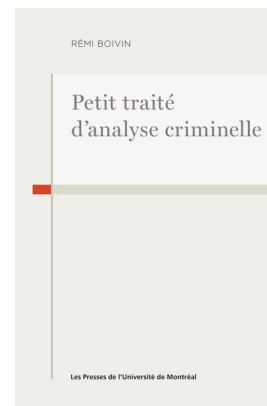 RÉMI BOIVIN
Petit traité
d'analyse criminelle
Les Presses de l'Université de Montréal